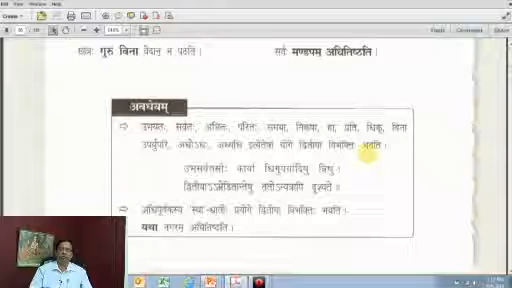 छात्रः गुरुं विना वेदान् न पठति।
सर्वः मण्डपम् अधितिष्ठति।
अवधेयम्
⇨ उभयतः, सर्वतः, अभितः, परितः समया, निकषा, हा, प्रति, धिक्, विना
उपर्युपरि, अधोऽधः, अध्यधि इत्येतेषां योगे द्वितीया विभक्तिः भवति।
उभसर्वतसोः कार्या धिगुपर्यादिषु त्रिषु।
द्वितीयाऽऽम्रेडितान्तेषु ततोऽन्यत्रापि दृश्यते॥
⇨ अधिपूर्वकस्य स्था-धातोः प्रयोगे द्वितीया विभक्तिः भवति।
यथा नगरम् अधितिष्ठति।